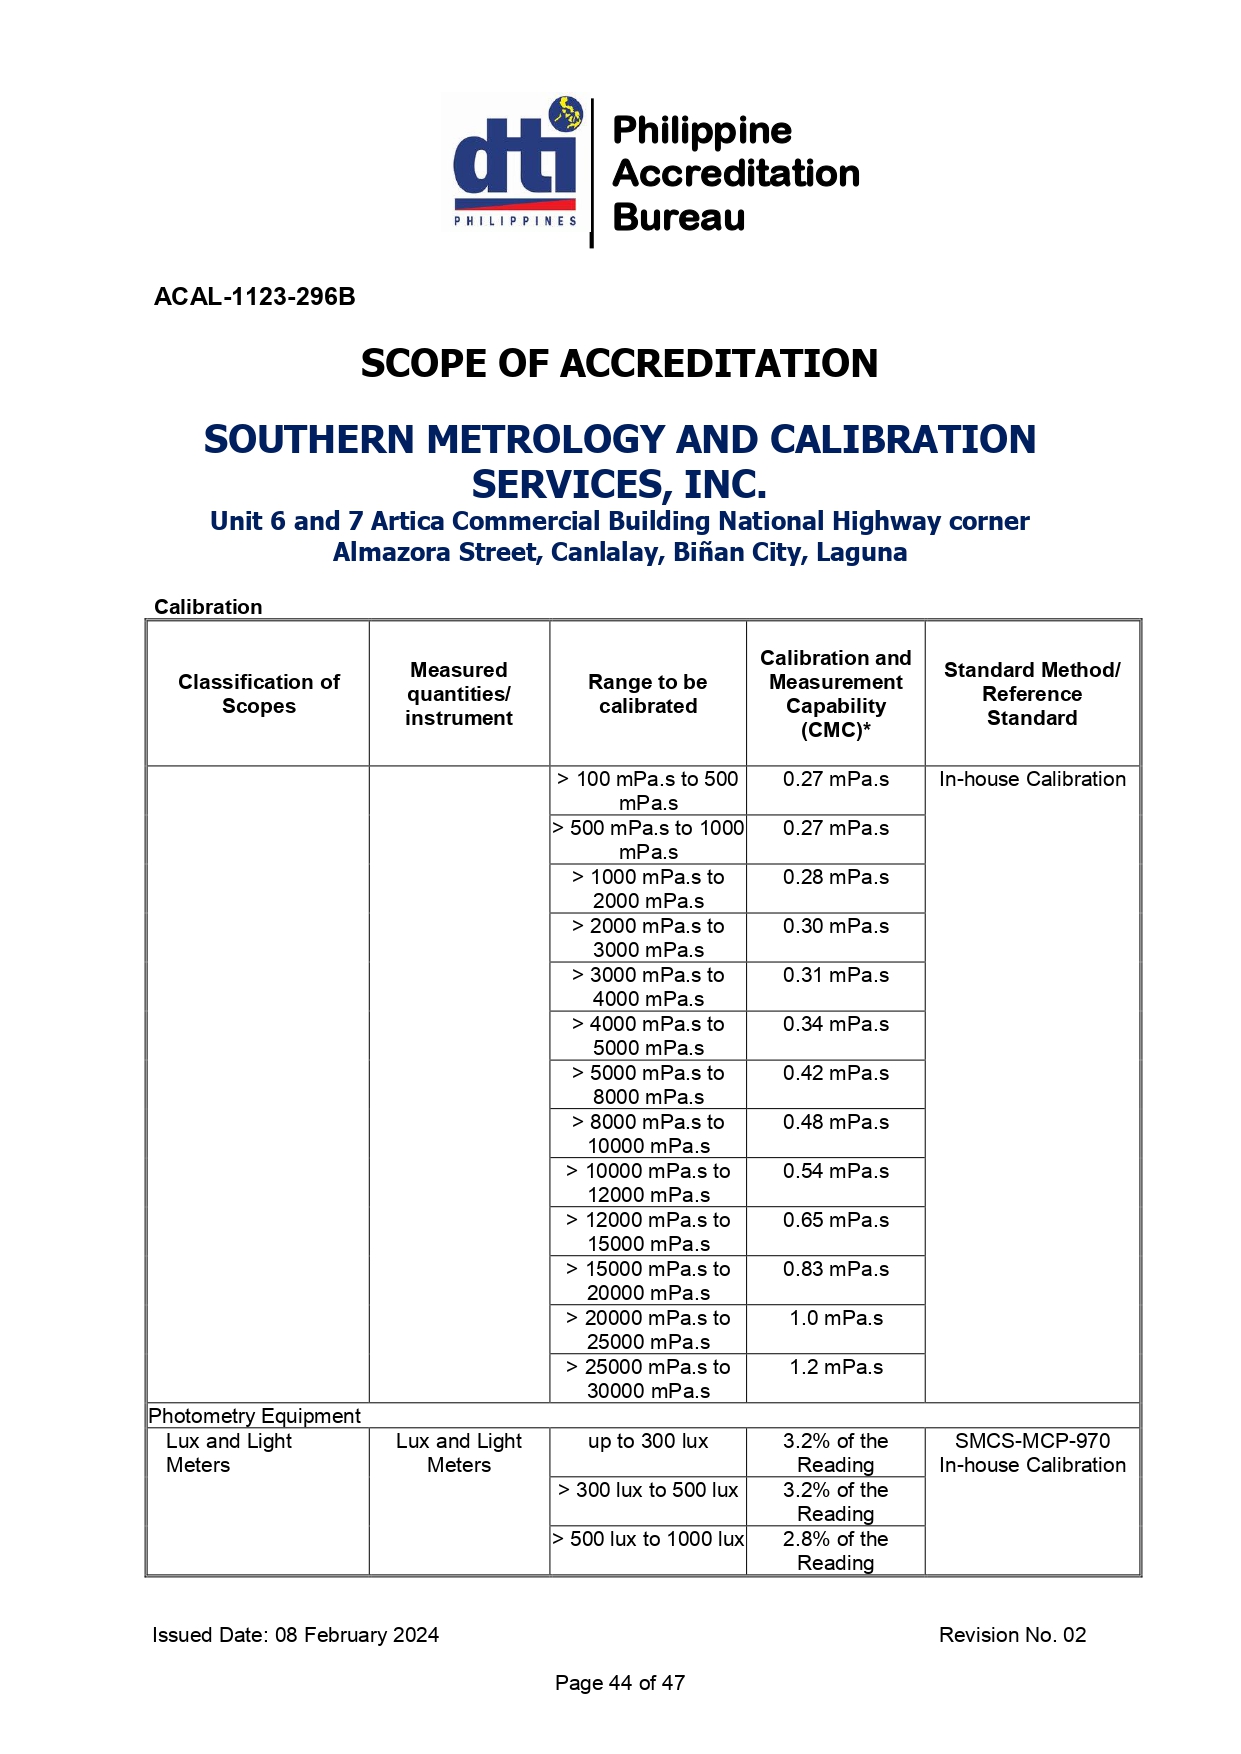 dti
PHILIPPINES
Philippine
Accreditation
Bureau
ACAL-1123-296B
SCOPE OF ACCREDITATION
SOUTHERN METROLOGY AND CALIBRATION
SERVICES, INC.
Unit 6 and 7 Artica Commercial Building National Highway corner
Almazora Street, Canlalay, Biñan City, Laguna
Calibration
Classification of
Scopes
Measured
quantities/
instrument
Range to be
calibrated
Calibration and
Measurement
Capability
(CMC)*
Standard Method/
Reference
Standard
> 100 mPa.s to 500
mPa.s
0.27 mPa.s
In-house Calibration
> 500 mPa.s to 1000
mPa.s
0.27 mPa.s
> 1000 mPa.s to
2000 mPa.s
0.28 mPa.s
> 2000 mPa.s to
3000 mPa.s
0.30 mPa.s
> 3000 mPa.s to
4000 mPa.s
0.31 mPa.s
> 4000 mPa.s to
5000 mPa.s
0.34 mPa.s
> 5000 mPa.s to
8000 mPa.s
0.42 mPa.s
> 8000 mPa.s to
10000 mPa.s
0.48 mPa.s
> 10000 mPa.s to
12000 mPa.s
0.54 mPa.s
> 12000 mPa.s to
15000 mPa.s
0.65 mPa.s
> 15000 mPa.s to
20000 mPa.s
0.83 mPa.s
> 20000 mPa.s to
25000 mPa.s
1.0 mPa.s
> 25000 mPa.s to
30000 mPa.s
1.2 mPa.s
Photometry Equipment
Lux and Light
Meters
Lux and Light
Meters
up to 300 lux
3.2% of the
Reading
SMCS-MCP-970
In-house Calibration
> 300 lux to 500 lux
3.2% of the
Reading
> 500 lux to 1000 lux
2.8% of the
Reading
Issued Date: 08 February 2024
Revision No. 02
Page 44 of 47